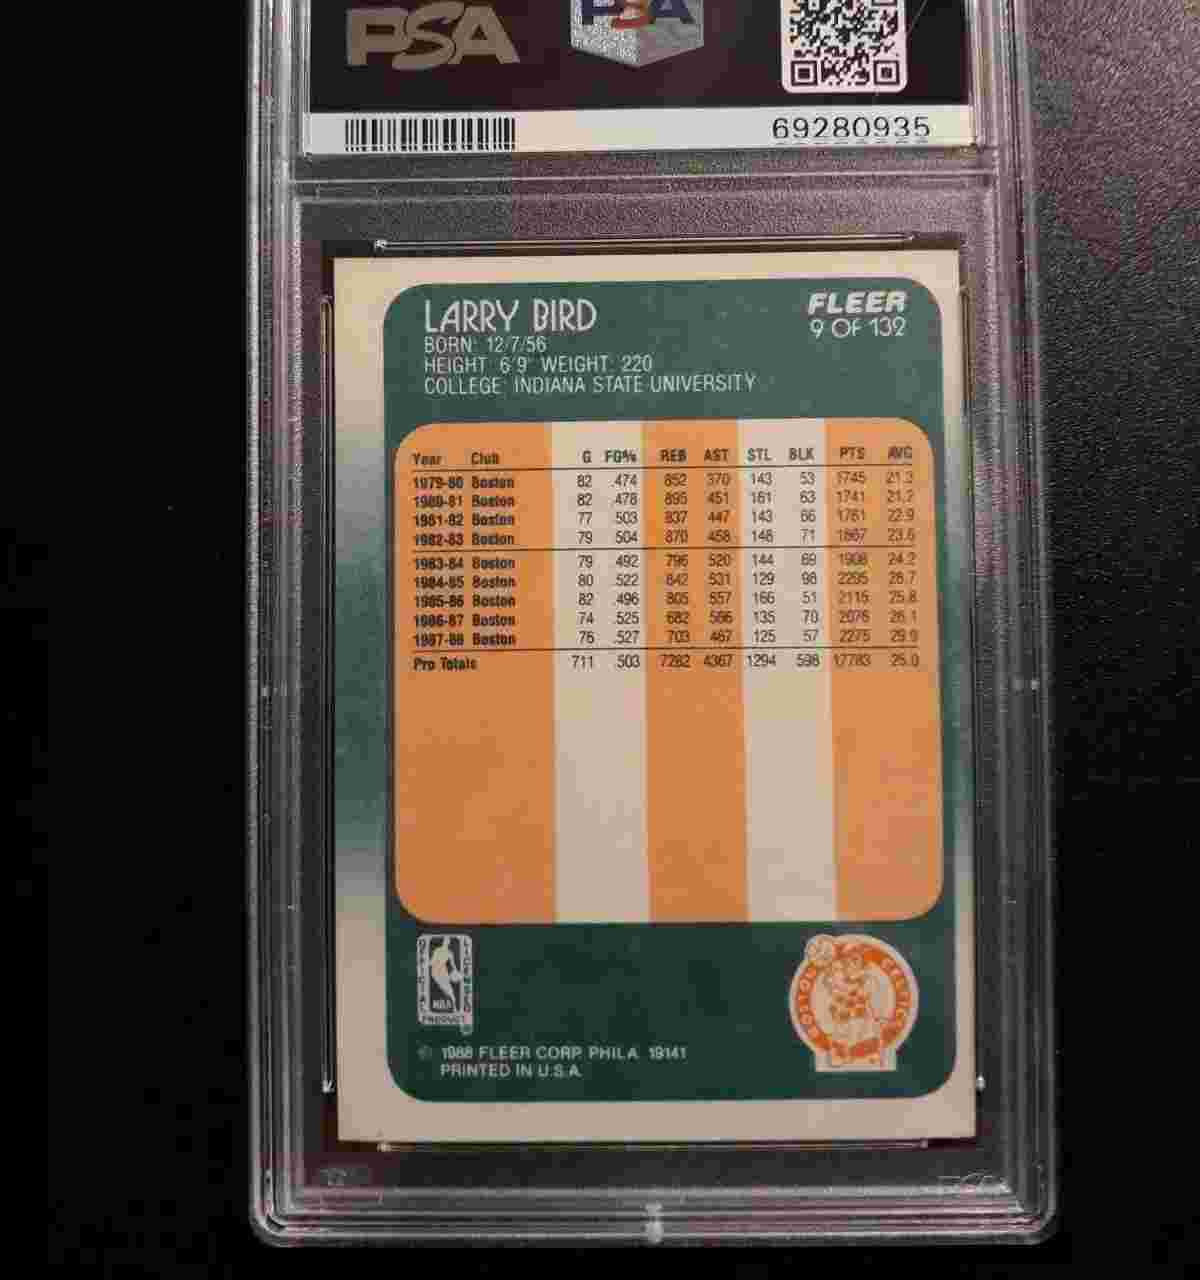 PSA
PSA
69280935
LARRY BIRD
BORN: 12/7/56
HEIGHT: 6'9" WEIGHT: 220
COLLEGE: INDIANA STATE UNIVERSITY
FLEER
9 OF 132
Year Club G FG% REB AST STL BLK PTS AVG
1979-80 Boston 82 .474 852 370 143 53 1745 21.3
1980-81 Boston 82 .478 895 451 161 63 1741 21.2
1981-82 Boston 77 .503 837 447 143 66 1761 22.9
1982-83 Boston 79 .504 870 458 148 71 1867 23.6
1983-84 Boston 79 .492 796 520 144 69 1908 24.2
1984-85 Boston 80 .522 842 531 129 98 2295 28.7
1985-86 Boston 82 .496 805 557 166 51 2115 25.8
1986-87 Boston 74 .525 682 566 135 70 2076 28.1
1987-88 Boston 76 .527 703 467 125 57 2275 29.9
Pro Totals 711 .503 7282 4367 1294 598 17783 25.0
OFFICIAL LICENSED
NBA
PRODUCT
BOSTON CELTICS
© 1988 FLEER CORP. PHILA. 19141
PRINTED IN U.S.A.